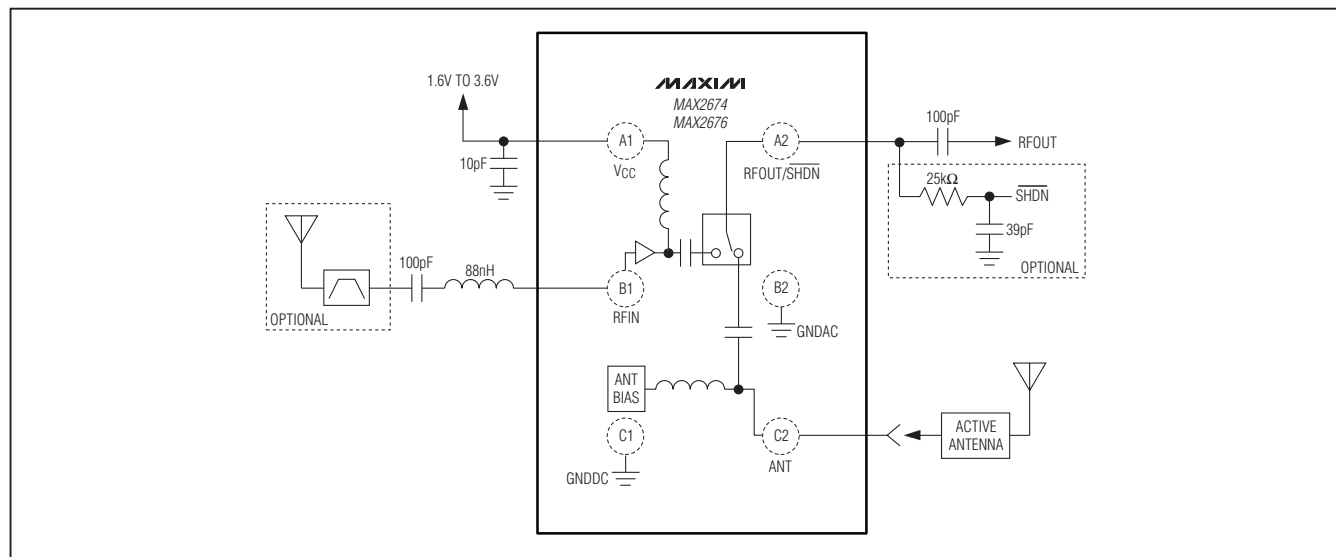 1.6V TO 3.6V
10pF
MAXIM
MAX2674
MAX2676
A1
VCC
A2
RFOUT/SHDN
100pF
RFOUT
25kΩ
SHDN
39pF
OPTIONAL
OPTIONAL
100pF
88nH
B1
RFIN
B2
GNDAC
ANT
BIAS
C1
GNDDC
C2
ANT
ACTIVE
ANTENNA